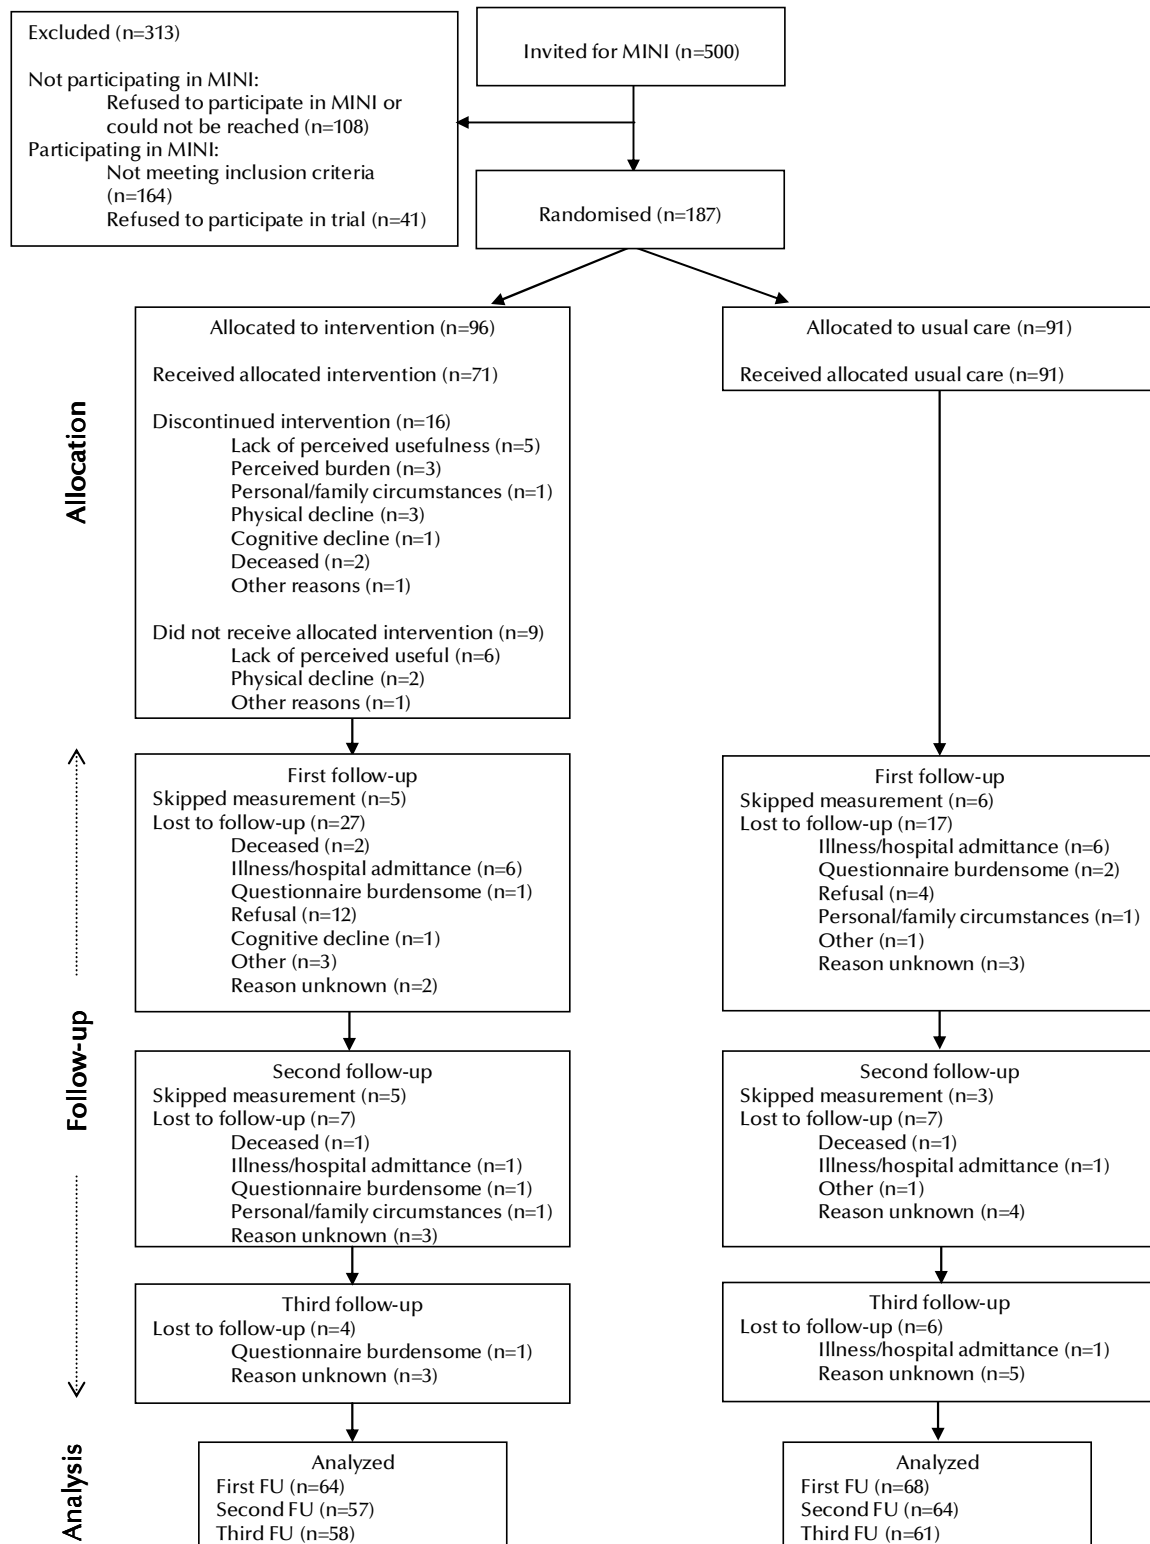 Excluded (n=313)
Not participating in MINI:
Refused to participate in MINI or
could not be reached (n=108)
Participating in MINI:
Not meeting inclusion criteria
(n=164)
Refused to participate in trial (n=41)
Invited for MINI (n=500)
Randomised (n=187)
Allocation
Allocated to intervention (n=96)
Received allocated intervention (n=71)
Discontinued intervention (n=16)
Lack of perceived usefulness (n=5)
Perceived burden (n=3)
Personal/family circumstances (n=1)
Physical decline (n=3)
Cognitive decline (n=1)
Deceased (n=2)
Other reasons (n=1)
Did not receive allocated intervention (n=9)
Lack of perceived useful (n=6)
Physical decline (n=2)
Other reasons (n=1)
Allocated to usual care (n=91)
Received allocated usual care (n=91)
Follow-up
First follow-up
Skipped measurement (n=5)
Lost to follow-up (n=27)
Deceased (n=2)
Illness/hospital admittance (n=6)
Questionnaire burdensome (n=1)
Refusal (n=12)
Cognitive decline (n=1)
Other (n=3)
Reason unknown (n=2)
First follow-up
Skipped measurement (n=6)
Lost to follow-up (n=17)
Illness/hospital admittance (n=6)
Questionnaire burdensome (n=2)
Refusal (n=4)
Personal/family circumstances (n=1)
Other (n=1)
Reason unknown (n=3)
Second follow-up
Skipped measurement (n=5)
Lost to follow-up (n=7)
Deceased (n=1)
Illness/hospital admittance (n=1)
Questionnaire burdensome (n=1)
Personal/family circumstances (n=1)
Reason unknown (n=3)
Second follow-up
Skipped measurement (n=3)
Lost to follow-up (n=7)
Deceased (n=1)
Illness/hospital admittance (n=1)
Other (n=1)
Reason unknown (n=4)
Third follow-up
Lost to follow-up (n=4)
Questionnaire burdensome (n=1)
Reason unknown (n=3)
Third follow-up
Lost to follow-up (n=6)
Illness/hospital admittance (n=1)
Reason unknown (n=5)
Analysis
Analyzed
First FU (n=64)
Second FU (n=57)
Third FU (n=58)
Analyzed
First FU (n=68)
Second FU (n=64)
Third FU (n=61)